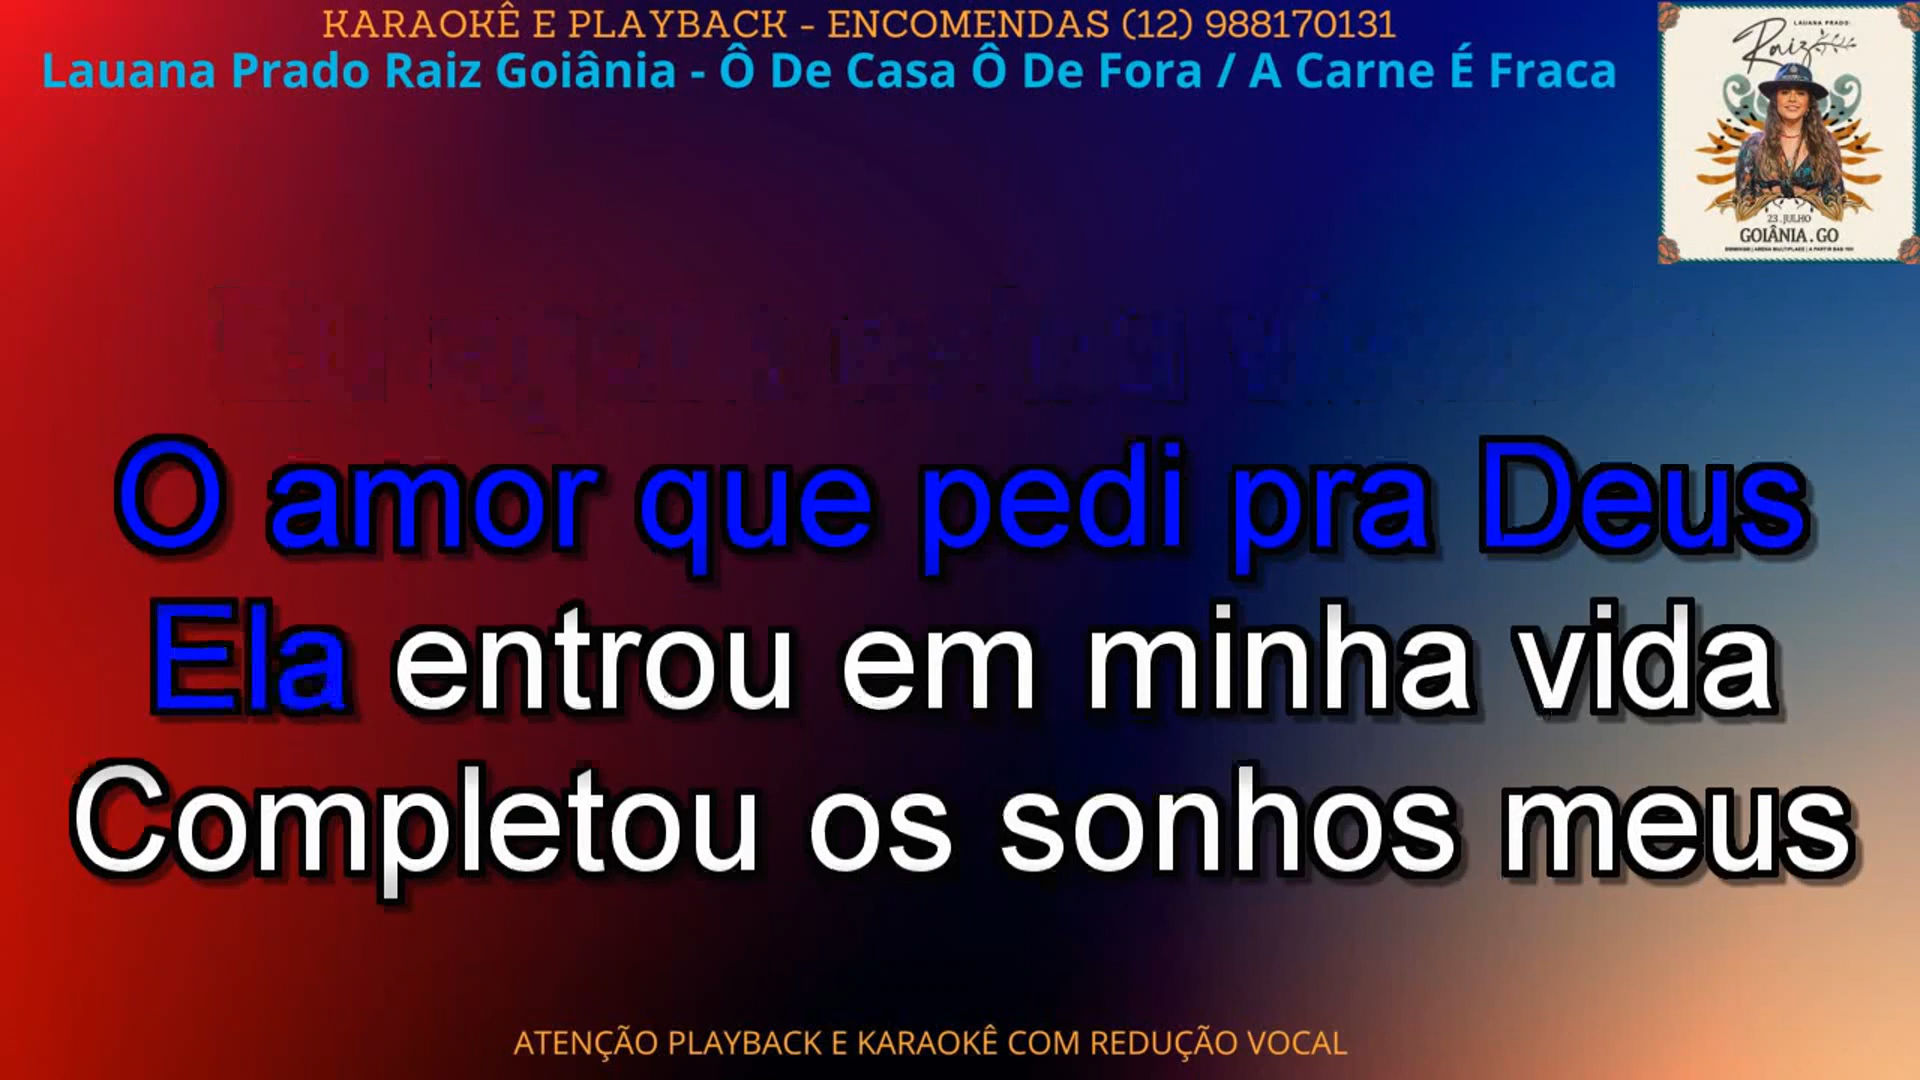 KARAOKÊ E PLAYBACK - ENCOMENDAS (12) 988170131
Lauana Prado Raiz Goiânia - Ô De Casa Ô De Fora / A Carne É Fraca
LAUANA PRADO
Raiz
23 . JULHO
GOIÂNIA . GO
O amor que pedi pra Deus
Ela entrou em minha vida
Completou os sonhos meus
ATENÇÃO PLAYBACK E KARAOKÊ COM REDUÇÃO VOCAL